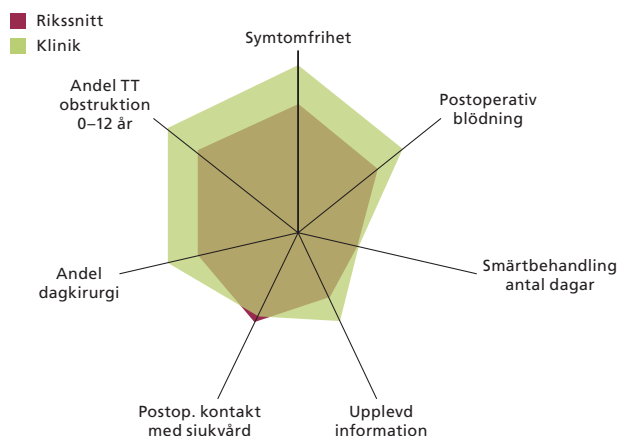 Rikssnitt
Klinik
Symtomfrihet
Andel TT
obstruktion
0–12 år
Postoperativ
blödning
Andel
dagkirurgi
Smärtbehandling
antal dagar
Postop. kontakt
med sjukvård
Upplevd
information